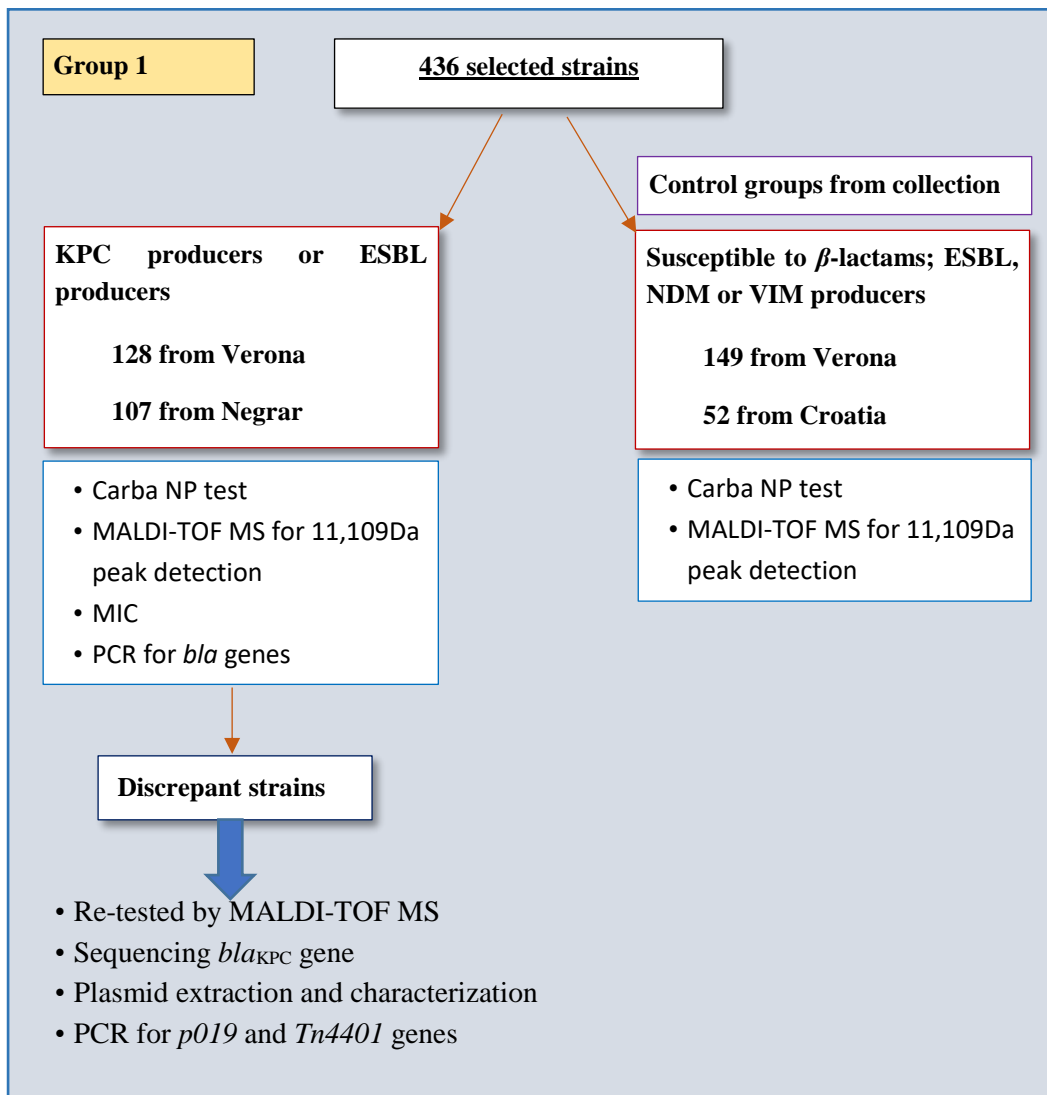 Group 1
436 selected strains
Control groups from collection
KPC producers or ESBL
producers
128 from Verona
107 from Negrar
Susceptible to β-lactams; ESBL,
NDM or VIM producers
149 from Verona
52 from Croatia
• Carba NP test
• MALDI-TOF MS for 11,109Da
peak detection
• MIC
• PCR for bla genes
• Carba NP test
• MALDI-TOF MS for 11,109Da
peak detection
Discrepant strains
• Re-tested by MALDI-TOF MS
• Sequencing blaKPC gene
• Plasmid extraction and characterization
• PCR for p019 and Tn4401 genes